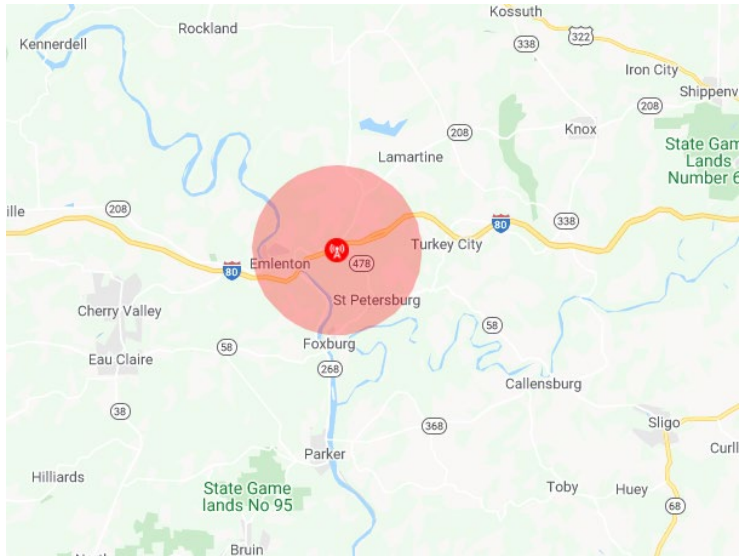 Kossuth
Rockland
322
Kennerdell
338
Iron City
Shippenv
208
Knox
208
State Gam
Lands
Number 6
Lamartine
338
ville
208
80
Turkey City
478
Emlenton
80
St Petersburg
Cherry Valley
58
Foxburg
58
Eau Claire
268
Callensburg
38
368
Sligo
Curll
Parker
Hilliards
State Game
lands No 95
Toby
Huey
68
Bruin